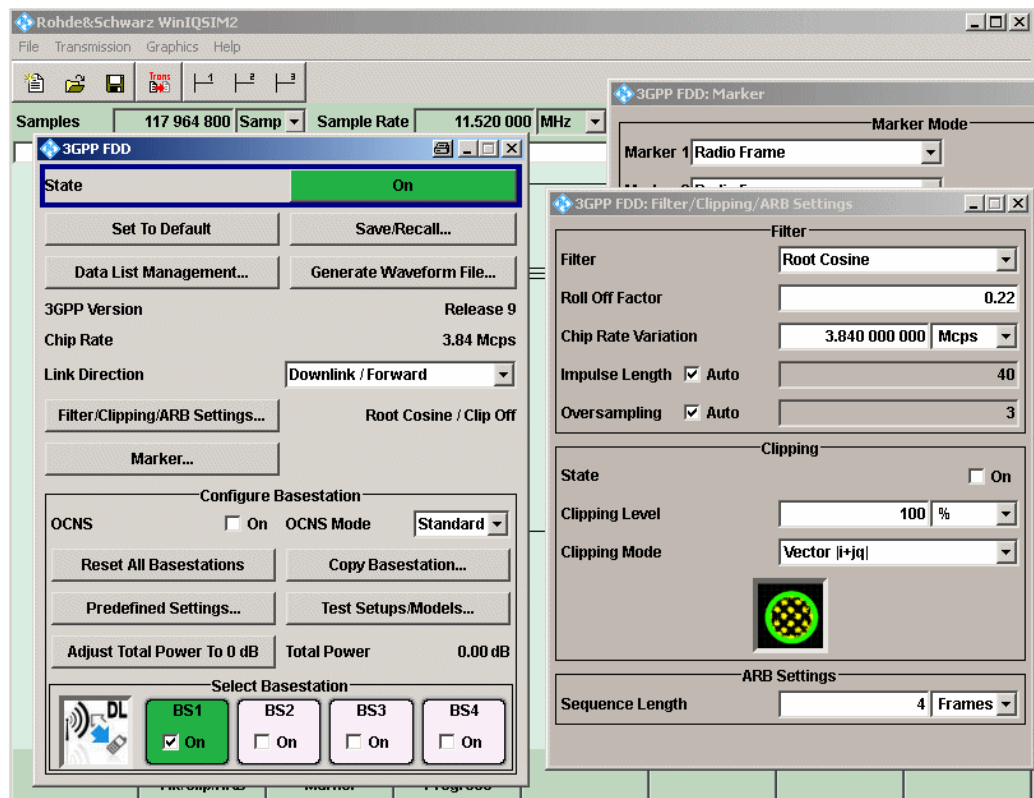 Rohde&Schwarz WinIQSIM2
File Transmission Graphics Help
Trans 1 2 3
Samples 117 964 800 Samp Sample Rate 11.520 000 MHz
3GPP FDD: Marker
Marker Mode
Marker 1 Radio Frame
3GPP FDD
State On
Set To Default Save/Recall...
Data List Management... Generate Waveform File...
3GPP Version Release 9
Chip Rate 3.84 Mcps
Link Direction Downlink / Forward
Filter/Clipping/ARB Settings... Root Cosine / Clip Off
Marker...
Configure Basestation
OCNS On OCNS Mode Standard
Reset All Basestations Copy Basestation...
Predefined Settings... Test Setups/Models...
Adjust Total Power To 0 dB Total Power 0.00 dB
Select Basestation
DL BS1 BS2 BS3 BS4
On On On On
3GPP FDD: Filter/Clipping/ARB Settings
Filter
Filter Root Cosine
Roll Off Factor 0.22
Chip Rate Variation 3.840 000 000 Mcps
Impulse Length Auto 40
Oversampling Auto 3
Clipping
State On
Clipping Level 100 %
Clipping Mode Vector |i+jq|
ARB Settings
Sequence Length 4 Frames